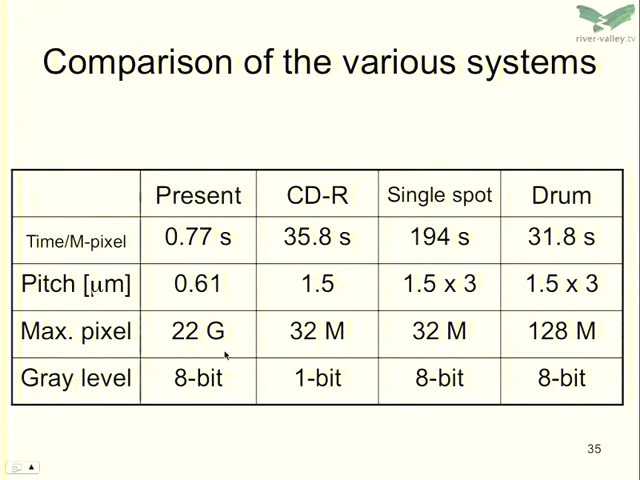 river-valley.tv
Comparison of the various systems
Present CD-R Single spot Drum
Time/M-pixel 0.77 s 35.8 s 194 s 31.8 s
Pitch [μm] 0.61 1.5 1.5 x 3 1.5 x 3
Max. pixel 22 G 32 M 32 M 128 M
Gray level 8-bit 1-bit 8-bit 8-bit
35